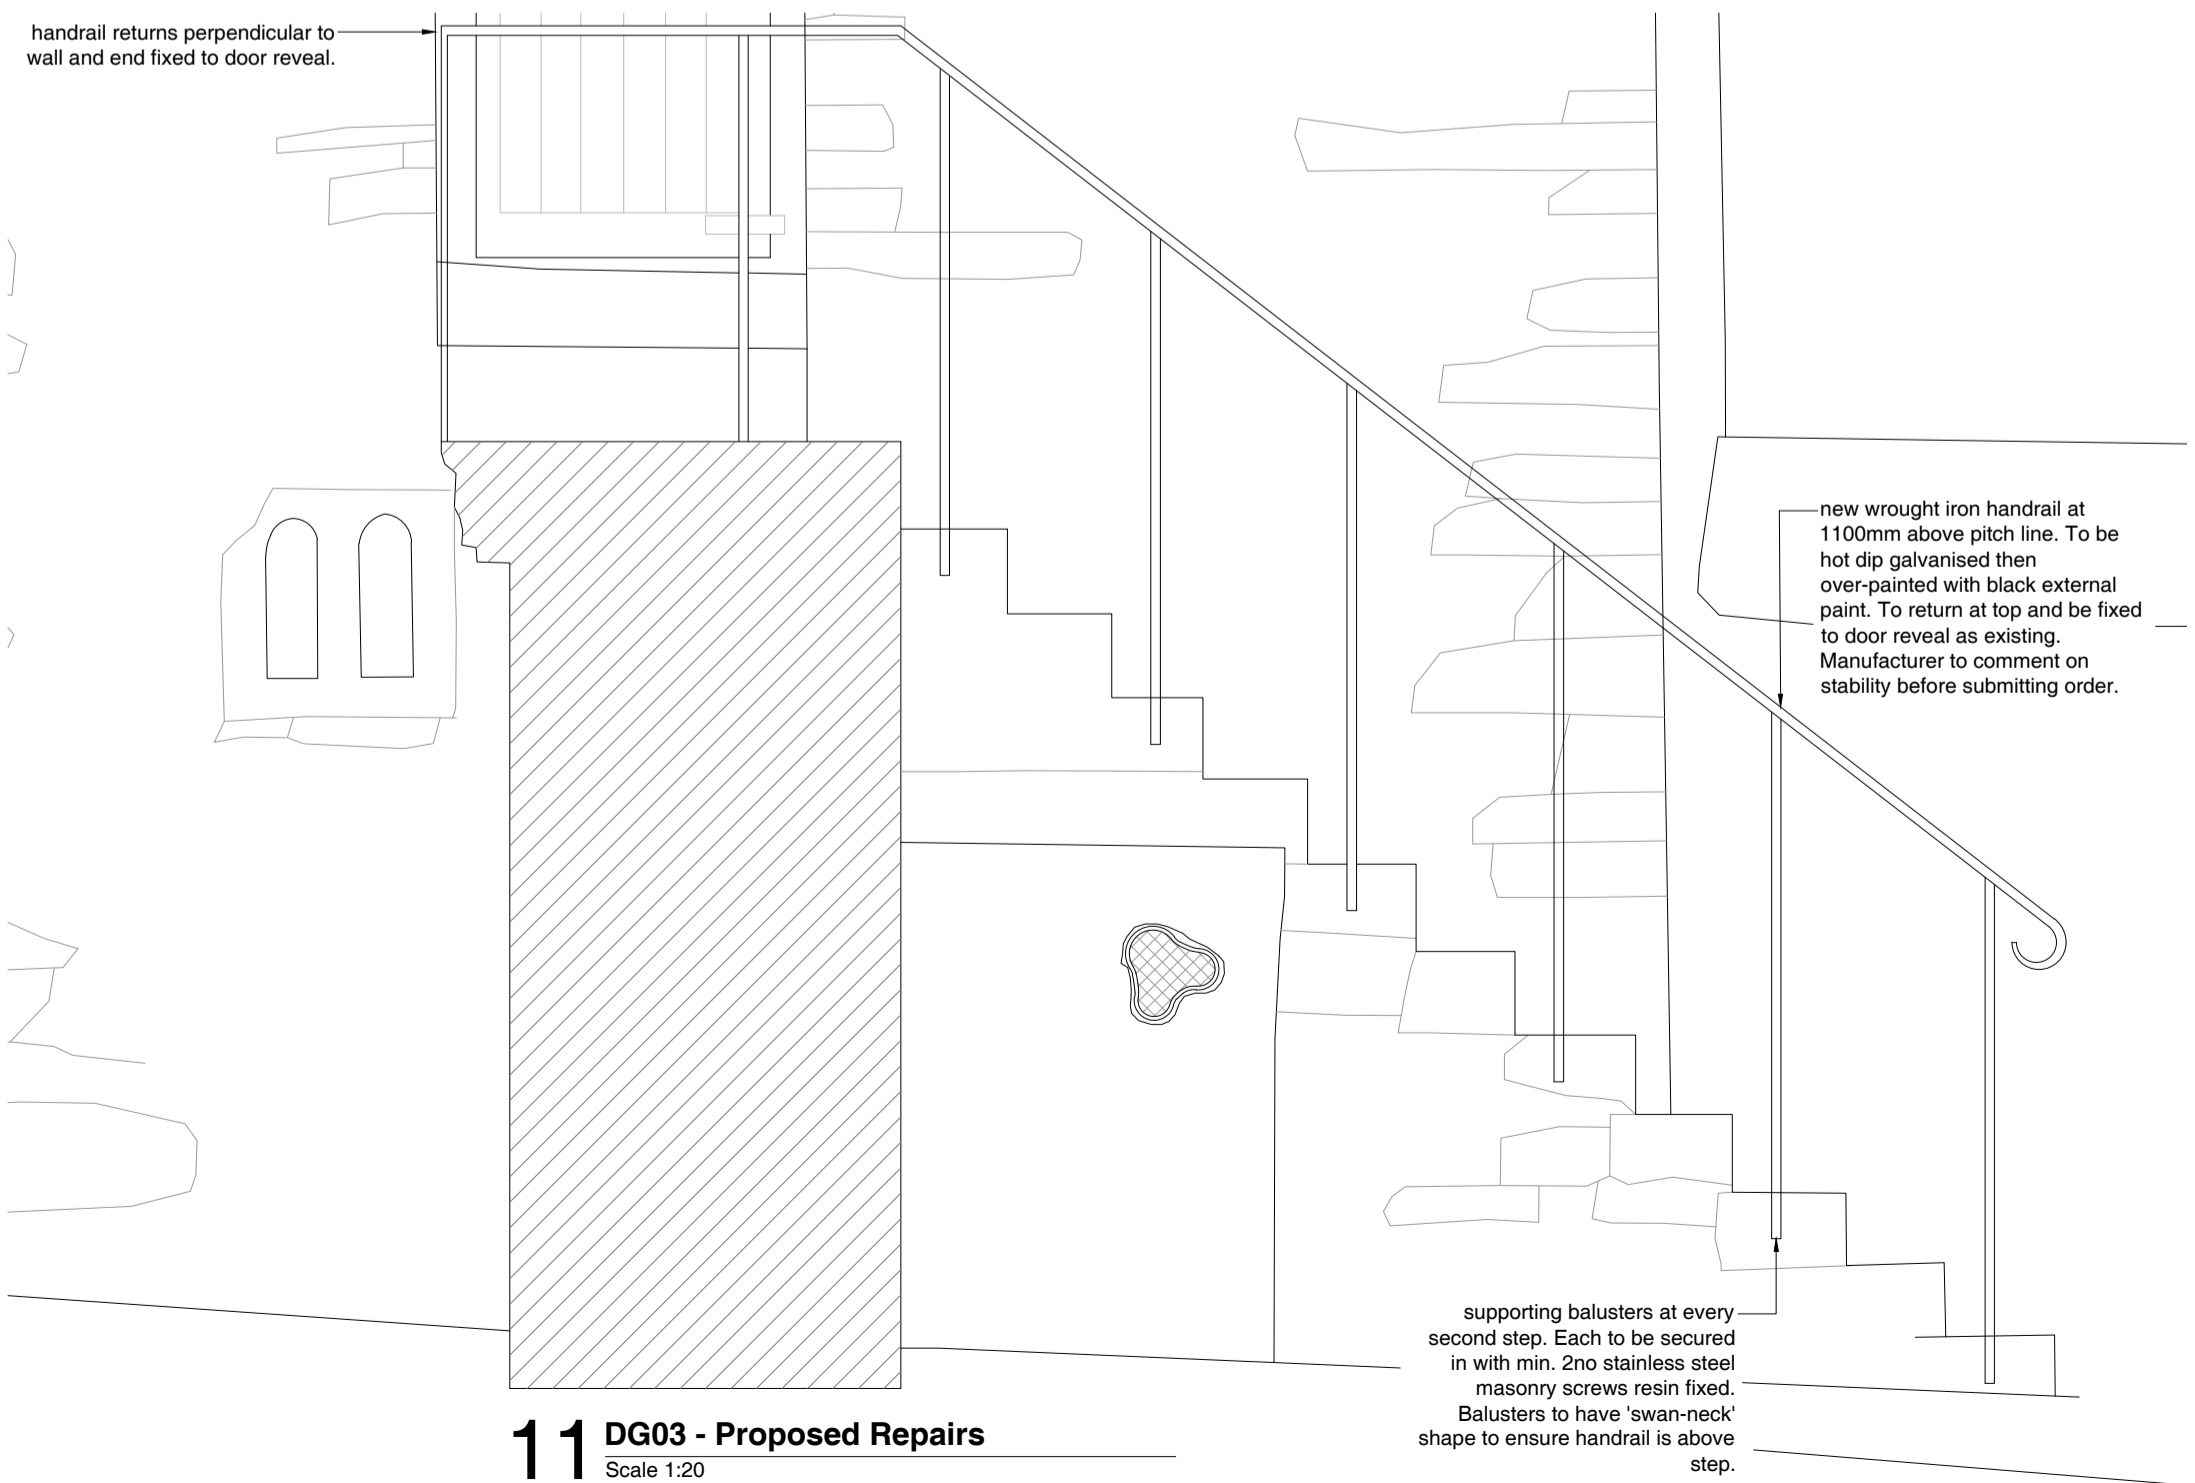 handrail returns perpendicular to
wall and end fixed to door reveal.
new wrought iron handrail at
1100mm above pitch line. To be
hot dip galvanised then
over-painted with black external
paint. To return at top and be fixed
to door reveal as existing.
Manufacturer to comment on
stability before submitting order.
supporting balusters at every
second step. Each to be secured
in with min. 2no stainless steel
masonry screws resin fixed.
Balusters to have 'swan-neck'
shape to ensure handrail is above
step.
11 DG03 - Proposed Repairs
Scale 1:20